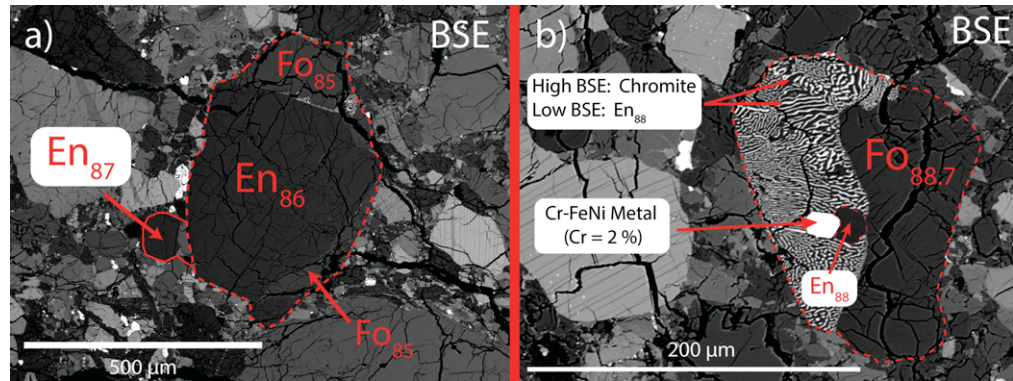 a)
BSE
Fo85
En87
En86
Fo85
500 µm
b)
BSE
High BSE: Chromite
Low BSE: En88
Fo88.7
Cr-FeNi Metal
(Cr = 2 %)
En88
200 µm